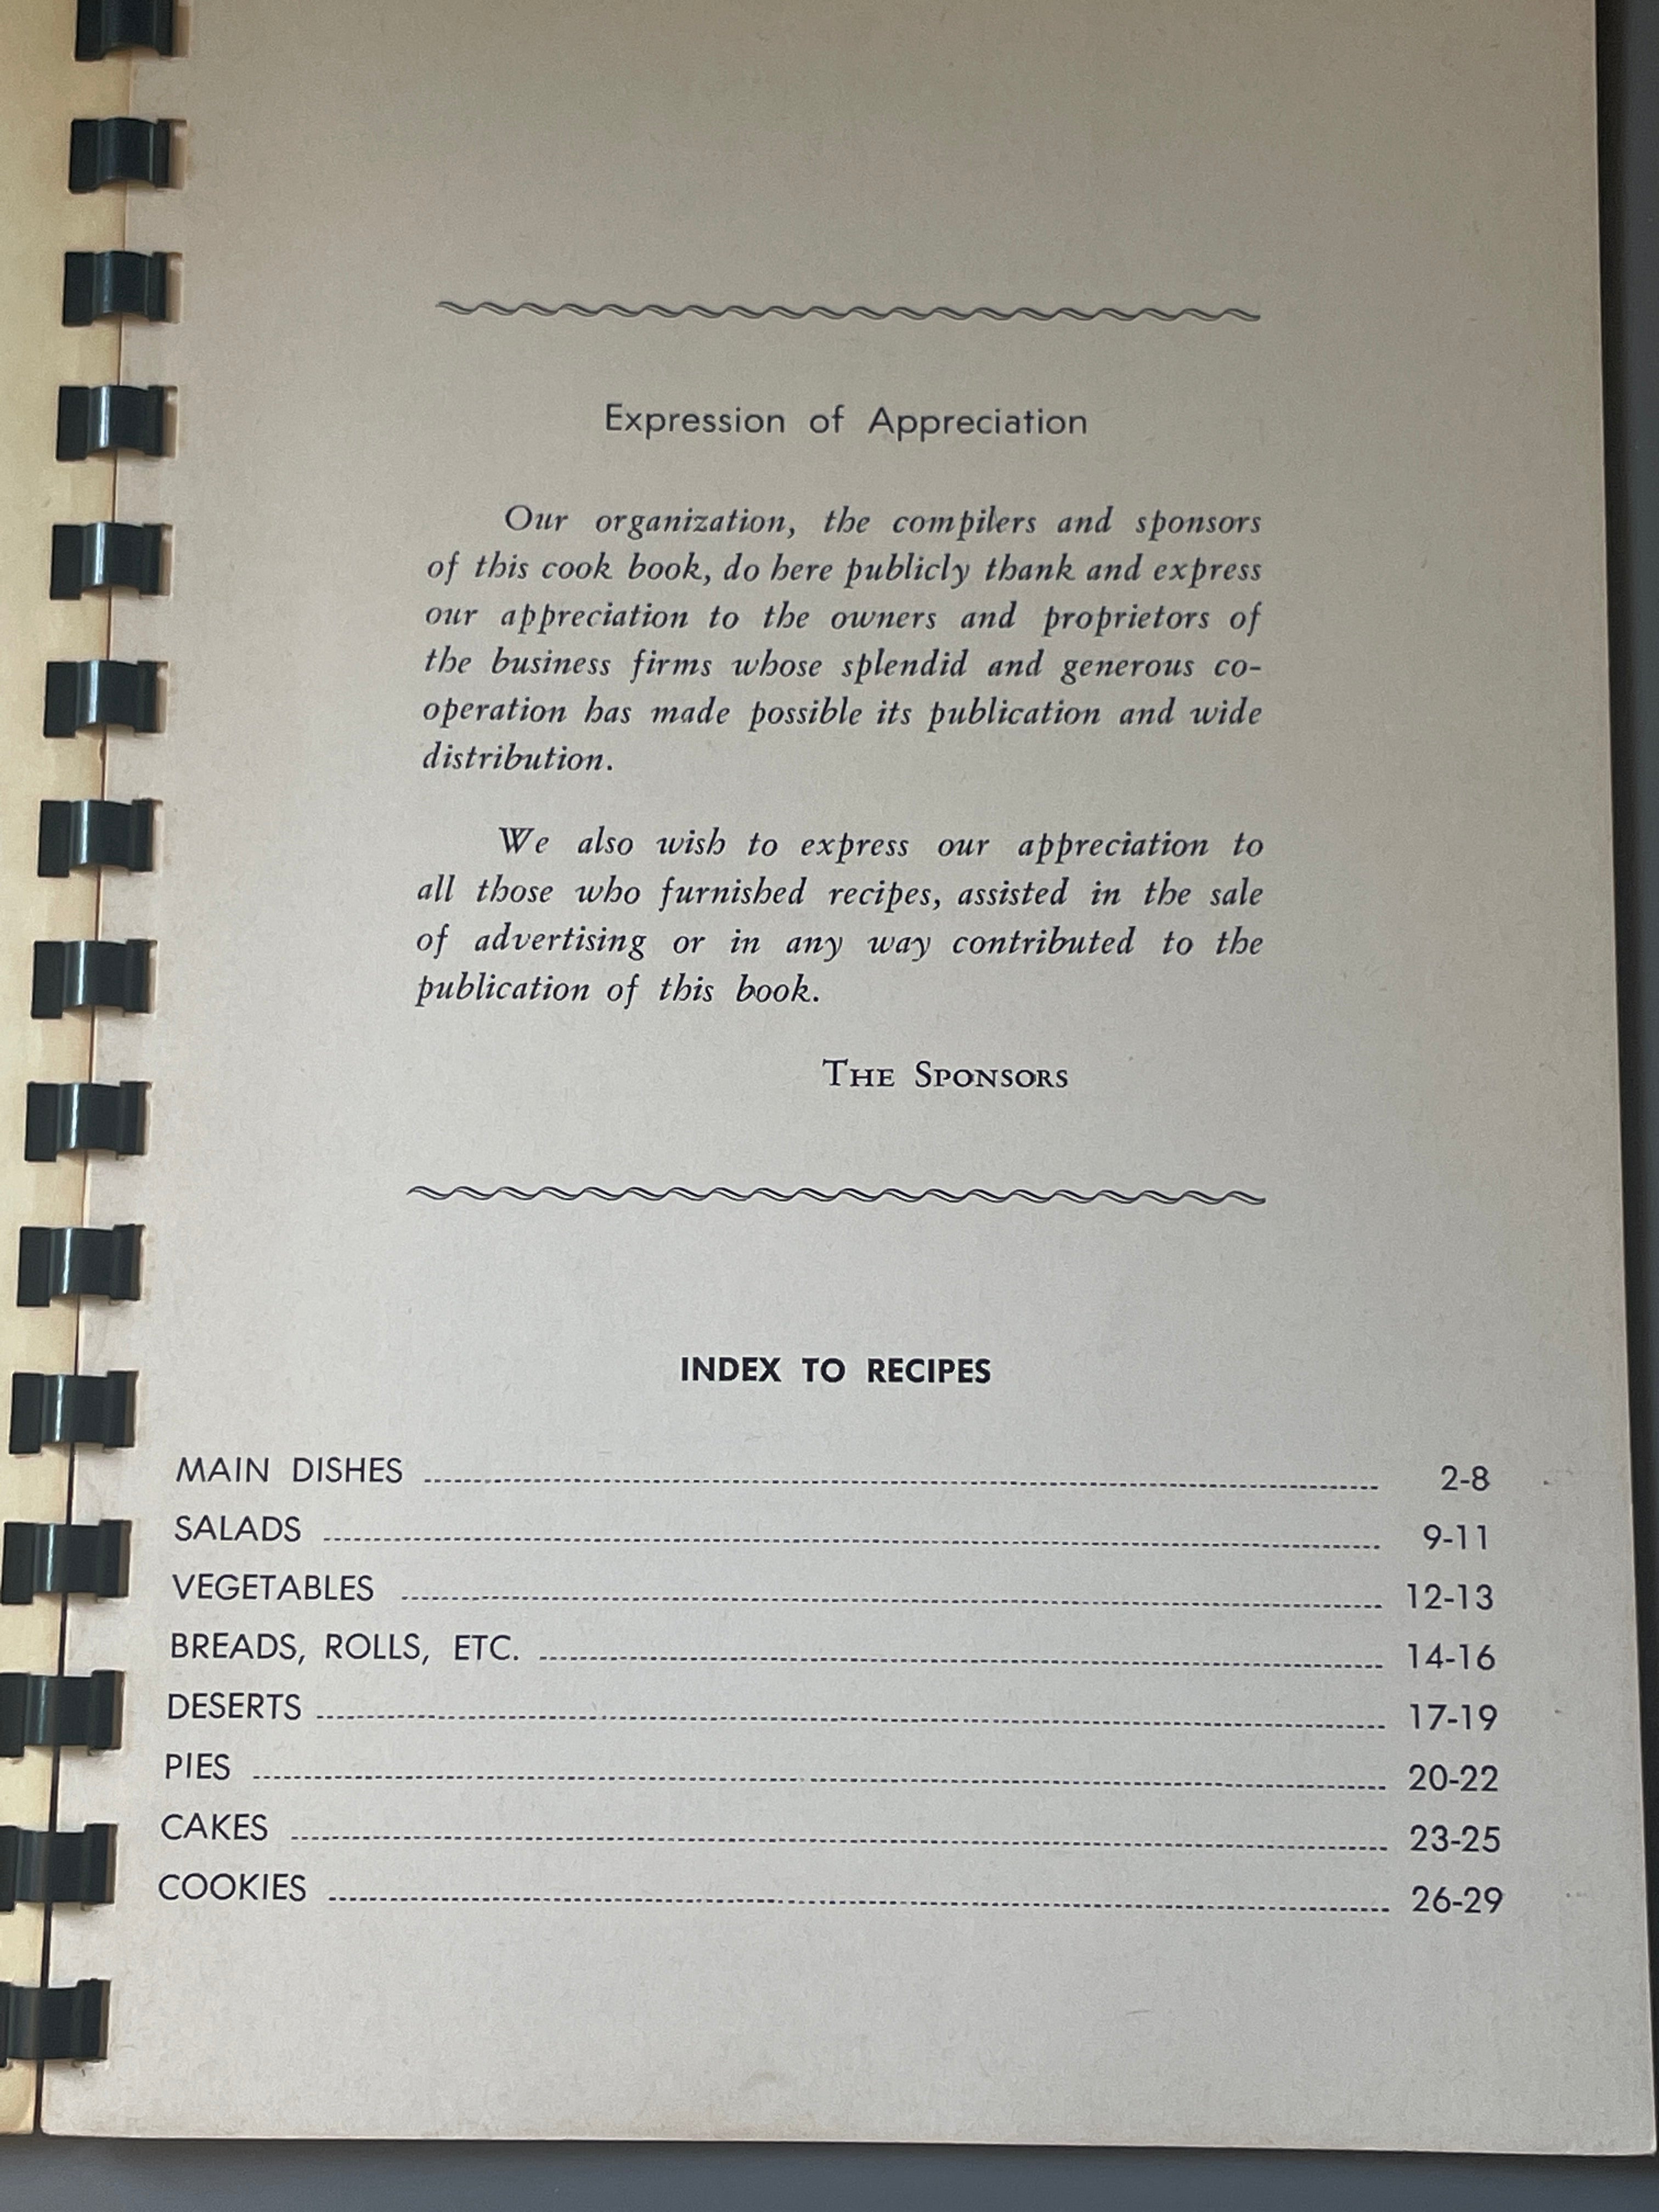 Expression of Appreciation
Our organization, the compilers and sponsors
of this cook book, do here publicly thank and express
our appreciation to the owners and proprietors of
the business firms whose splendid and generous co-
operation has made possible its publication and wide
distribution.
We also wish to express our appreciation to
all those who furnished recipes, assisted in the sale
of advertising or in any way contributed to the
publication of this book.
THE SPONSORS
INDEX TO RECIPES
MAIN DISHES 2-8
SALADS 9-11
VEGETABLES 12-13
BREADS, ROLLS, ETC. 14-16
DESERTS 17-19
PIES 20-22
CAKES 23-25
COOKIES 26-29